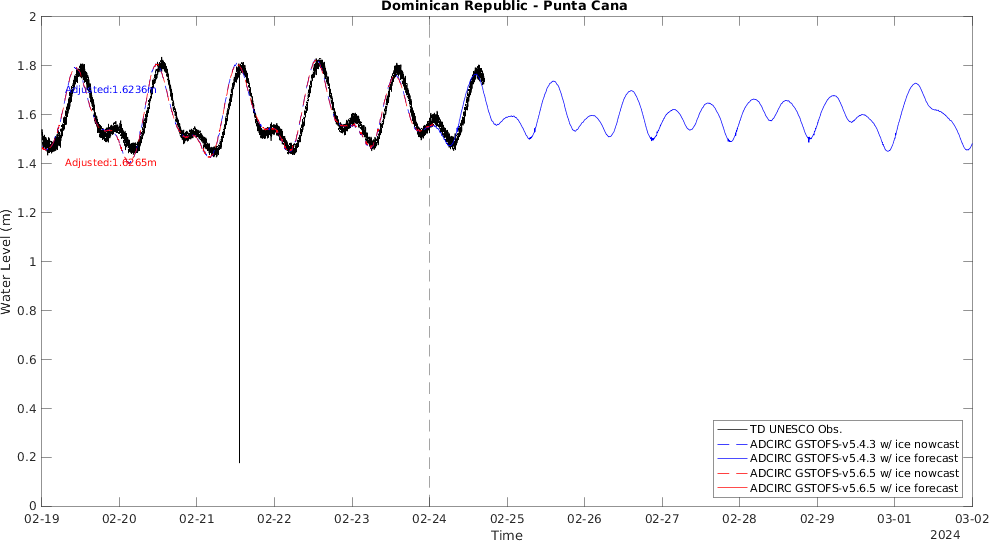 Dominican Republic - Punta Cana
Water Level (m)
2
1.8
1.6
1.4
1.2
1
0.8
0.6
0.4
0.2
0
Adjusted:1.6236m
Adjusted:1.6265m
TD UNESCO Obs.
ADCIRC GSTOFS-v5.4.3 w/ ice nowcast
ADCIRC GSTOFS-v5.4.3 w/ ice forecast
ADCIRC GSTOFS-v5.6.5 w/ ice nowcast
ADCIRC GSTOFS-v5.6.5 w/ ice forecast
02-19 02-20 02-21 02-22 02-23 02-24 02-25 02-26 02-27 02-28 02-29 03-01 03-02
Time
2024